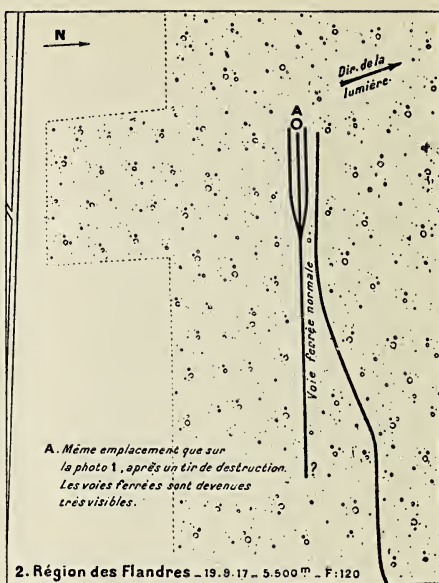 N
Dir. de la
lumière.
A
Voie ferrée normale
?
A. Même emplacement que sur
la photo 1, après un tir de destruction.
Les voies ferrées sont devenues
très visibles.
2. Région des Flandres _ 19.9.17 _ 5.500m - F:120